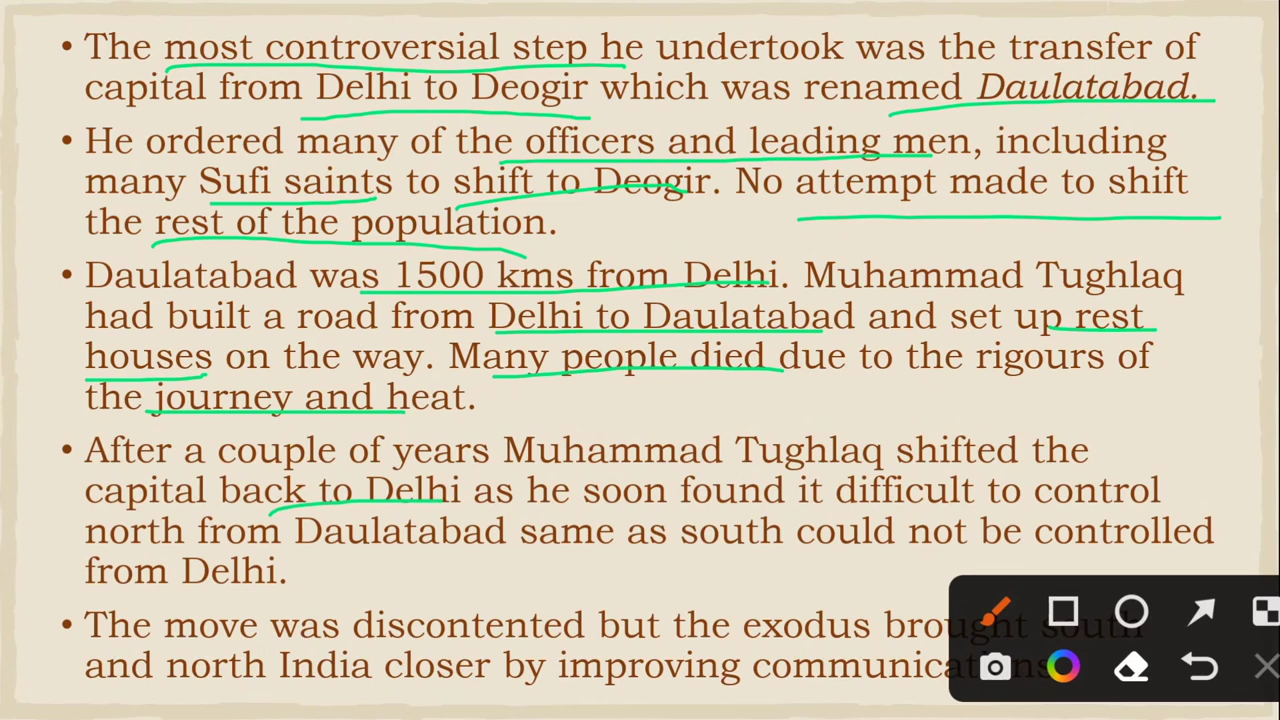 • The most controversial step he undertook was the transfer of
capital from Delhi to Deogir which was renamed Daulatabad.
• He ordered many of the officers and leading men, including
many Sufi saints to shift to Deogir. No attempt made to shift
the rest of the population.
• Daulatabad was 1500 kms from Delhi. Muhammad Tughlaq
had built a road from Delhi to Daulatabad and set up rest
houses on the way. Many people died due to the rigours of
the journey and heat.
• After a couple of years Muhammad Tughlaq shifted the
capital back to Delhi as he soon found it difficult to control
north from Daulatabad same as south could not be controlled
from Delhi.
• The move was discontented but the exodus brought south
and north India closer by improving communications